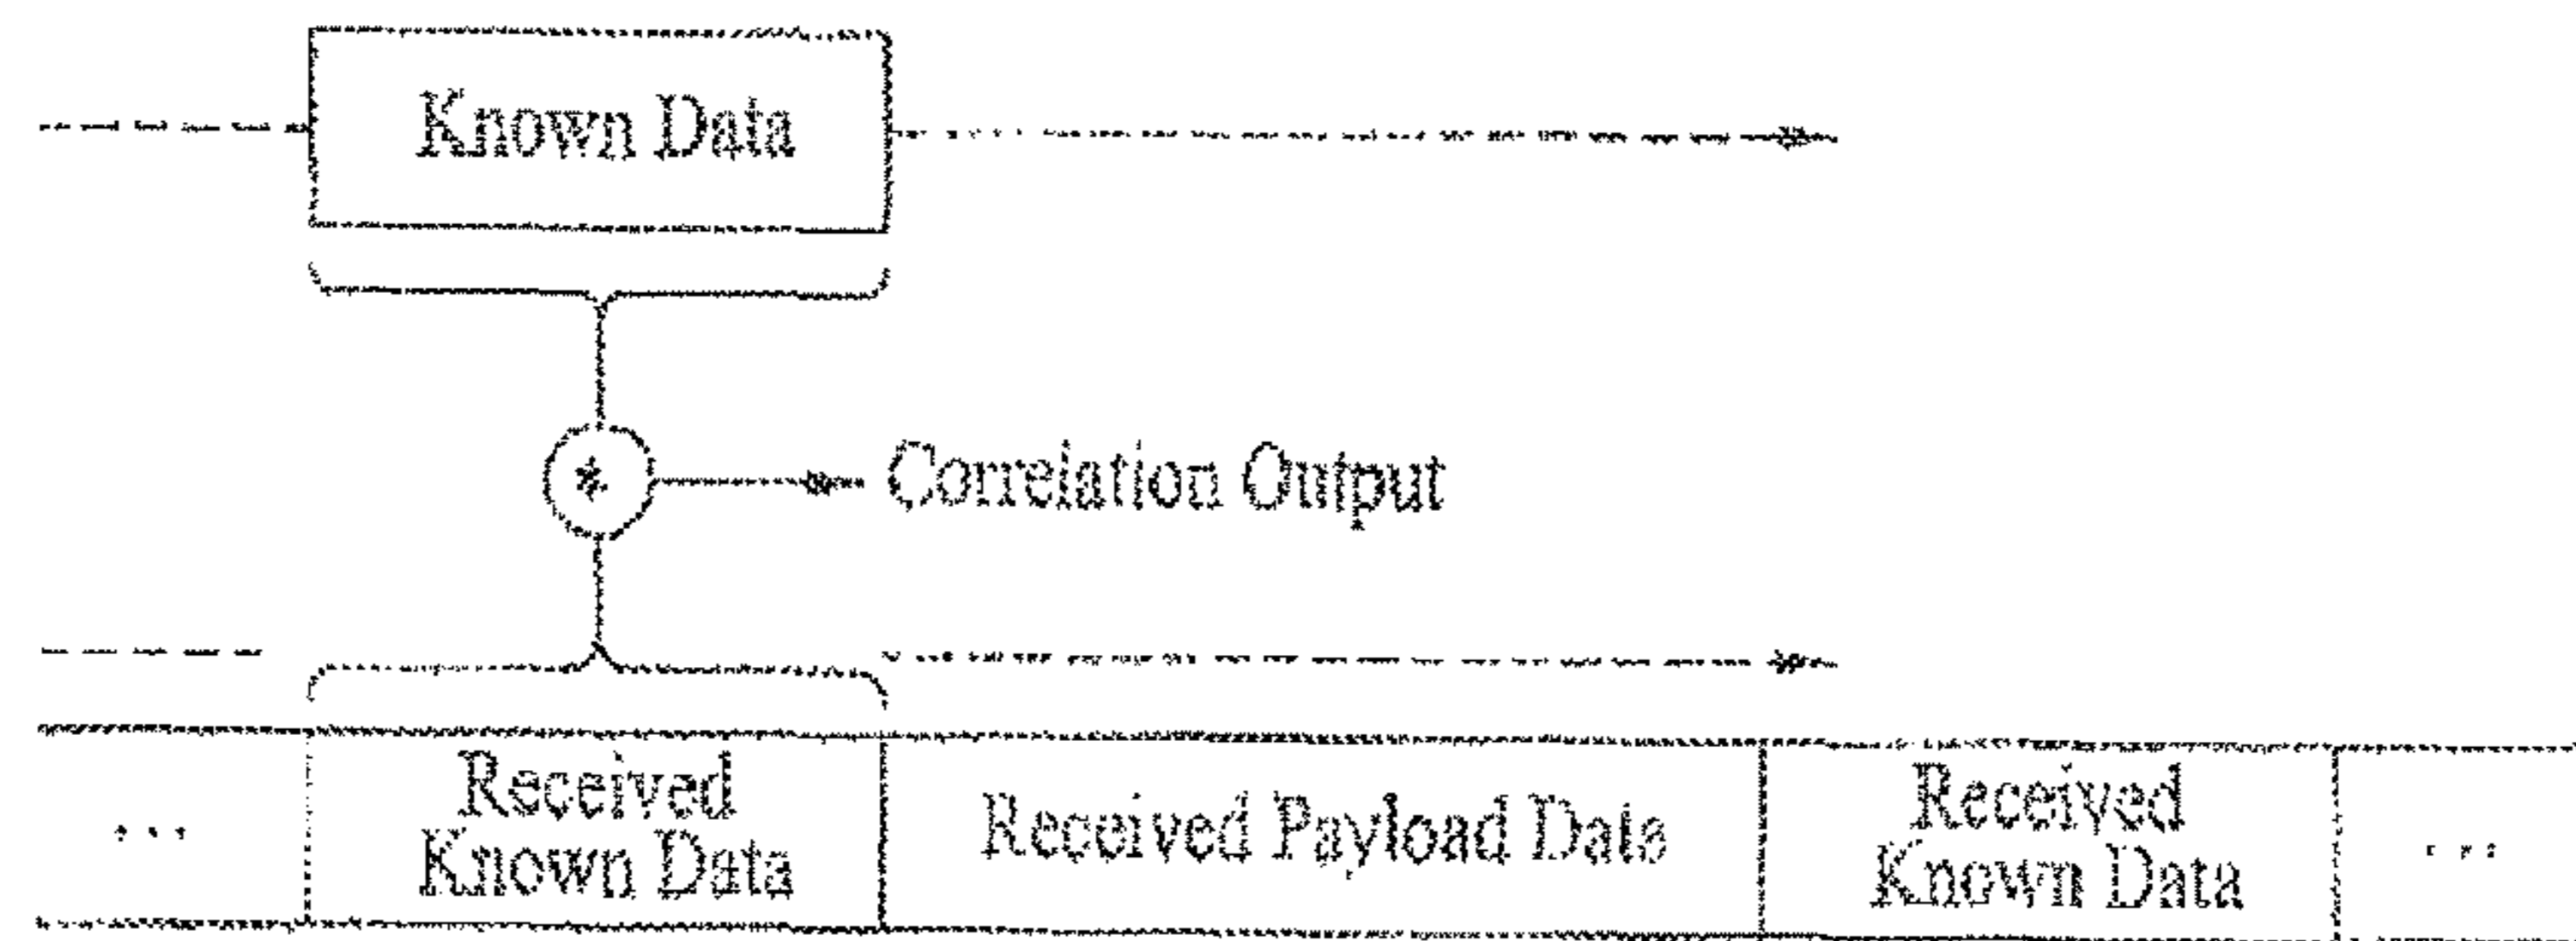 Known Data
*
Correlation Output
. . .
Received
Known Data
Received Payload Data
Received
Known Data
. . .